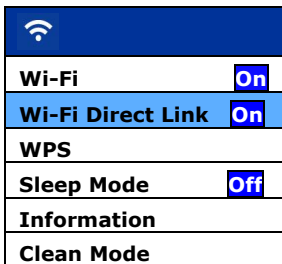 Wi-Fi On
Wi-Fi Direct Link On
WPS
Sleep Mode Off
Information
Clean Mode